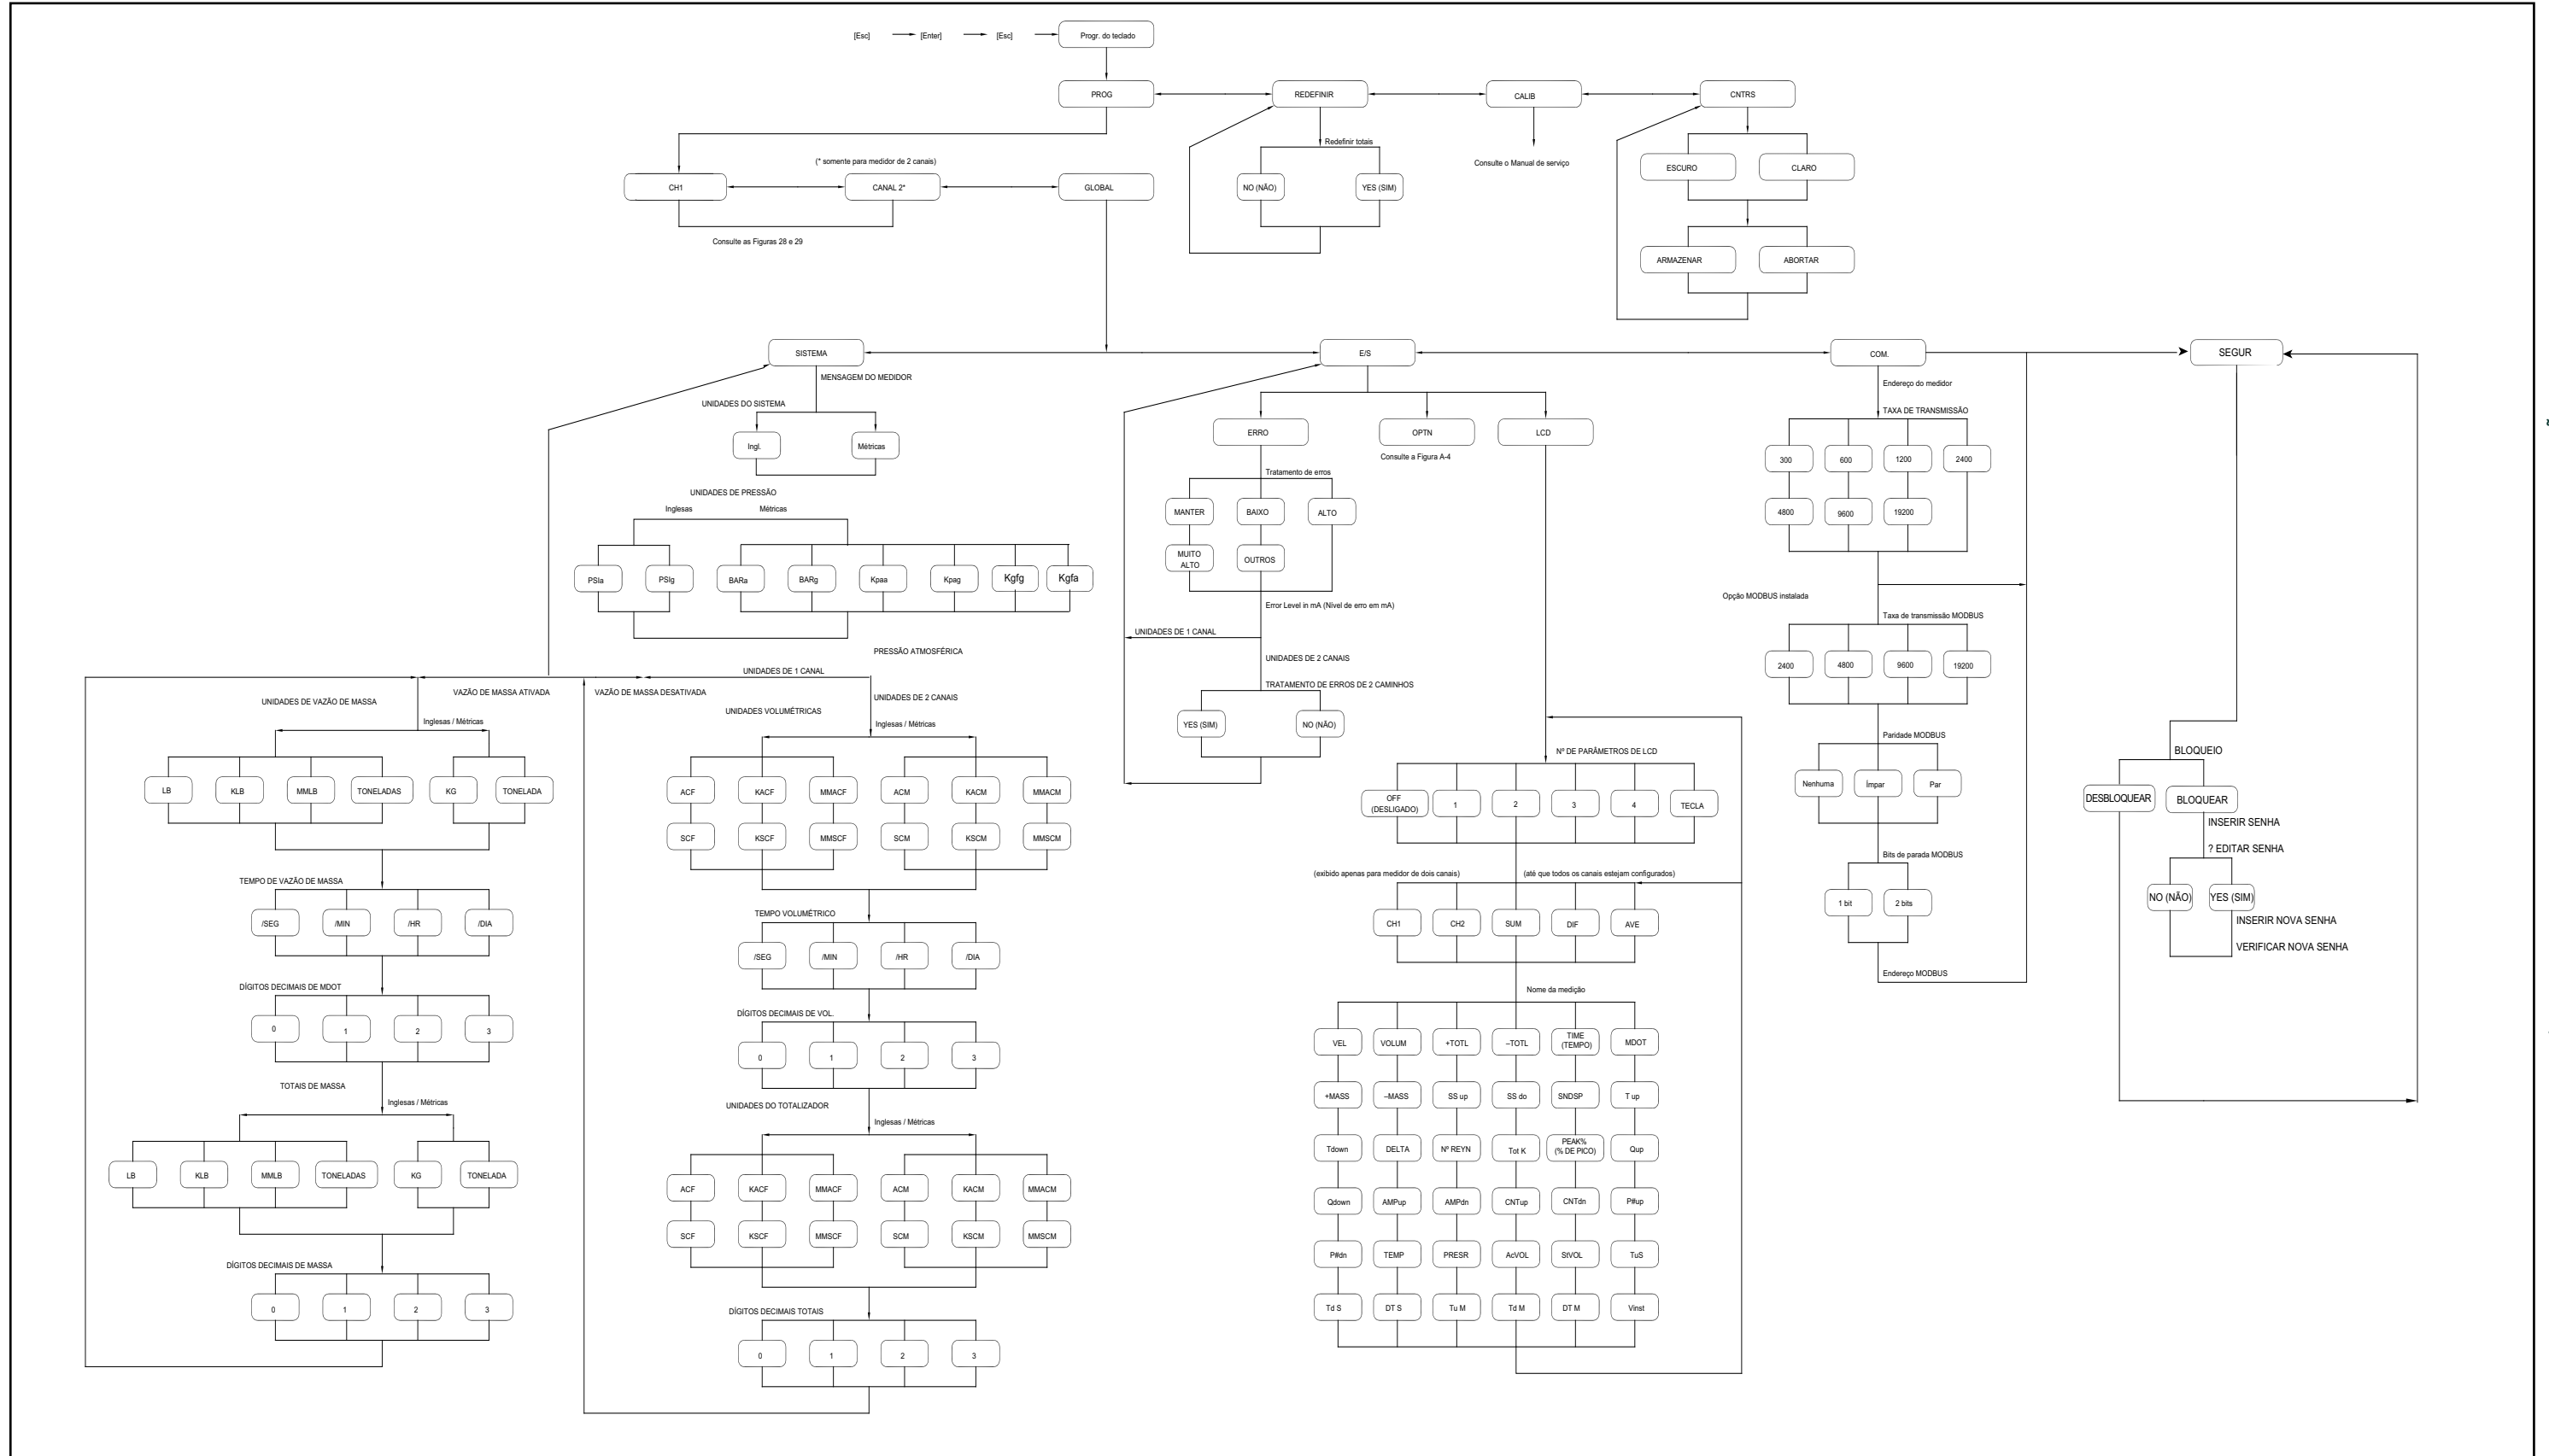 [Esc] [Enter] [Esc] Progr. do teclado
PROG REDEFINIR CALIB CNTRS
Redefinir totais
(* somente para medidor de 2 canais)
Consulte o Manual de serviço
ESCURO CLARO
CH1 CANAL 2* GLOBAL
NO (NÃO) YES (SIM)
Consulte as Figuras 28 e 29
ARMAZENAR ABORTAR
SISTEMA E/S COM. SEGUR
MENSAGEM DO MEDIDOR
UNIDADES DO SISTEMA
Ingl. Métricas
UNIDADES DE PRESSÃO
Inglesas Métricas
PSIa PSIg BARa BARg Kpaa Kpag Kgfg Kgfa
PRESSÃO ATMOSFÉRICA
UNIDADES DE 1 CANAL
VAZÃO DE MASSA ATIVADA VAZÃO DE MASSA DESATIVADA
UNIDADES DE 2 CANAIS
UNIDADES DE VAZÃO DE MASSA
Inglesas / Métricas
LB KLB MMLB TONELADAS KG TONELADA
TEMPO DE VAZÃO DE MASSA
/SEG /MIN /HR /DIA
DÍGITOS DECIMAIS DE MDOT
0 1 2 3
TOTAIS DE MASSA
Inglesas / Métricas
LB KLB MMLB TONELADAS KG TONELADA
DÍGITOS DECIMAIS DE MASSA
0 1 2 3
UNIDADES VOLUMÉTRICAS
Inglesas / Métricas
ACF KACF MMACF ACM KACM MMACM
SCF KSCF MMSCF SCM KSCM MMSCM
TEMPO VOLUMÉTRICO
/SEG /MIN /HR /DIA
DÍGITOS DECIMAIS DE VOL.
0 1 2 3
UNIDADES DO TOTALIZADOR
Inglesas / Métricas
ACF KACF MMACF ACM KACM MMACM
SCF KSCF MMSCF SCM KSCM MMSCM
DÍGITOS DECIMAIS TOTAIS
0 1 2 3
ERRO OPTN LCD
Consulte a Figura A-4
Tratamento de erros
MANTER BAIXO ALTO
MUITO
ALTO
OUTROS
Error Level in mA (Nível de erro em mA)
UNIDADES DE 1 CANAL
UNIDADES DE 2 CANAIS
TRATAMENTO DE ERROS DE 2 CAMINHOS
YES (SIM) NO (NÃO)
Nº DE PARÂMETROS DE LCD
OFF
(DESLIGADO)
1 2 3 4 TECLA
(exibido apenas para medidor de dois canais) (até que todos os canais estejam configurados)
CH1 CH2 SUM DIF AVE
Nome da medição
VEL VOLUM +TOTL –TOTL TIME
(TEMPO) MDOT
+MASS –MASS SS up SS do SNDSP T up
Tdown DELTA Nº REYN Tot K PEAK%
(% DE PICO) Qup
Qdown AMPup AMPdn CNTup CNTdn P#up
P#dn TEMP PRESR AcVOL StVOL TuS
Td S DT S Tu M Td M DT M Vinst
Endereço do medidor
TAXA DE TRANSMISSÃO
300 600 1200 2400
4800 9600 19200
Opção MODBUS instalada
Taxa de transmissão MODBUS
2400 4800 9600 19200
Paridade MODBUS
Nenhuma Ímpar Par
Bits de parada MODBUS
1 bit 2 bits
Endereço MODBUS
BLOQUEIO
DESBLOQUEAR BLOQUEAR
INSERIR SENHA
? EDITAR SENHA
NO (NÃO) YES (SIM)
INSERIR NOVA SENHA
VERIFICAR NOVA SENHA